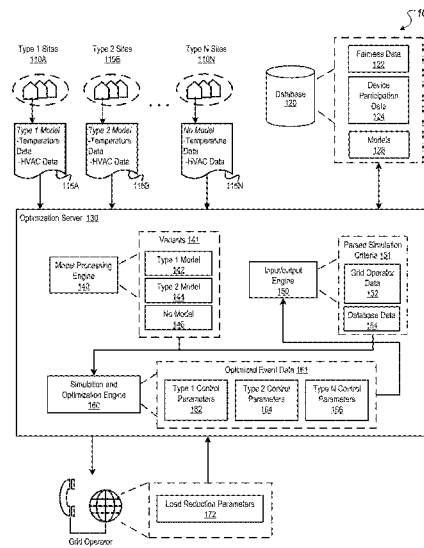 Type 1 Sites
110A
Type 2 Sites
110B
Type N Sites
110N
Type 1 Model
-Temperature
Data
-HVAC Data
115A
Type 2 Model
-Temperature
Data
-HVAC Data
115B
No Model
-Temperature
Data
-HVAC Data
115N
Database
120
Fairness Data
122
Device
Participation
Data
124
Models
Optimization Server 130
Model Processing
Engine
140
Variants 141
Type 1 Model
142
Type 2 Model
144
No Model
146
Input/output
Engine
150
Parsed Simulation
Criteria 151
Grid Operator
Data
152
Database Data
154
Simulation and
Optimization Engine
160
Optimized Event Data 161
Type 1 Control
Parameters
162
Type 2 Control
Parameters
164
Type N Control
Parameters
166
Grid Operator
Load Reduction Parameters
172